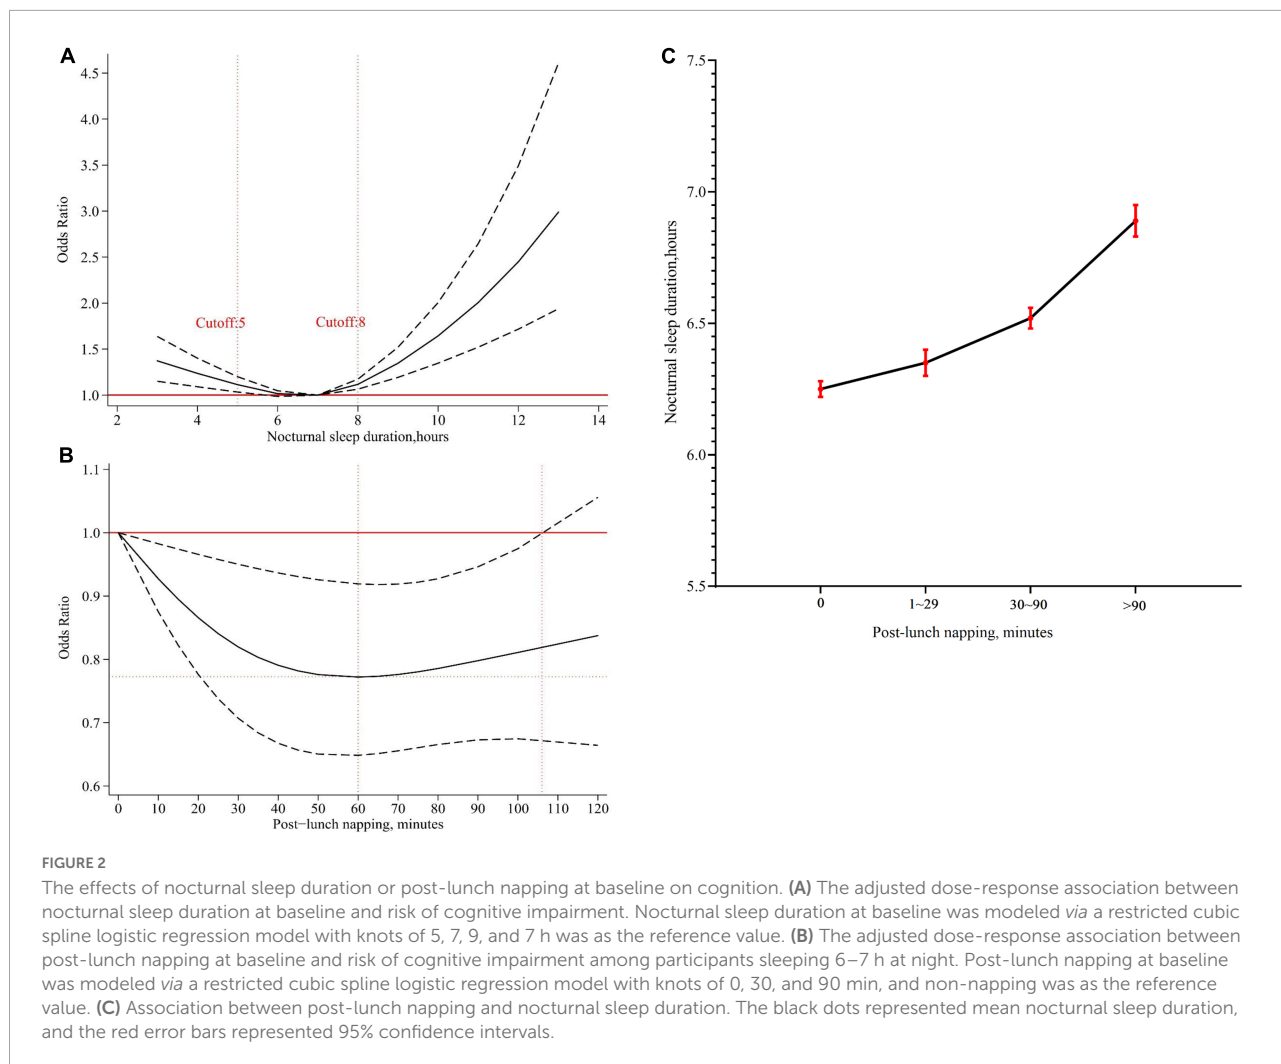 A
4.5
4.0
3.5
3.0
2.5
2.0
1.5
1.0
Odds Ratio
Cutoff:5
Cutoff:8
2 4 6 8 10 12 14
Nocturnal sleep duration,hours
B
1.1
1.0
0.9
0.8
0.7
0.6
Odds Ratio
0 10 20 30 40 50 60 70 80 90 100 110 120
Post−lunch napping, minutes
C
7.5
7.0
6.5
6.0
5.5
Nocturnal sleep duration,hours
0 1~29 30~90 >90
Post-lunch napping, minutes
FIGURE 2
The effects of nocturnal sleep duration or post-lunch napping at baseline on cognition. (A) The adjusted dose-response association between
nocturnal sleep duration at baseline and risk of cognitive impairment. Nocturnal sleep duration at baseline was modeled via a restricted cubic
spline logistic regression model with knots of 5, 7, 9, and 7 h was as the reference value. (B) The adjusted dose-response association between
post-lunch napping at baseline and risk of cognitive impairment among participants sleeping 6–7 h at night. Post-lunch napping at baseline
was modeled via a restricted cubic spline logistic regression model with knots of 0, 30, and 90 min, and non-napping was as the reference
value. (C) Association between post-lunch napping and nocturnal sleep duration. The black dots represented mean nocturnal sleep duration,
and the red error bars represented 95% confidence intervals.